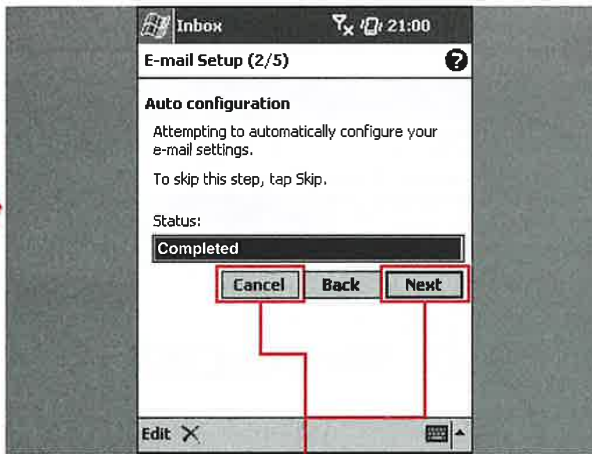 Inbox 21:00
E-mail Setup (2/5)
Auto configuration
Attempting to automatically configure your
e-mail settings.
To skip this step, tap Skip.
Status:
Completed
Cancel Back Next
Edit